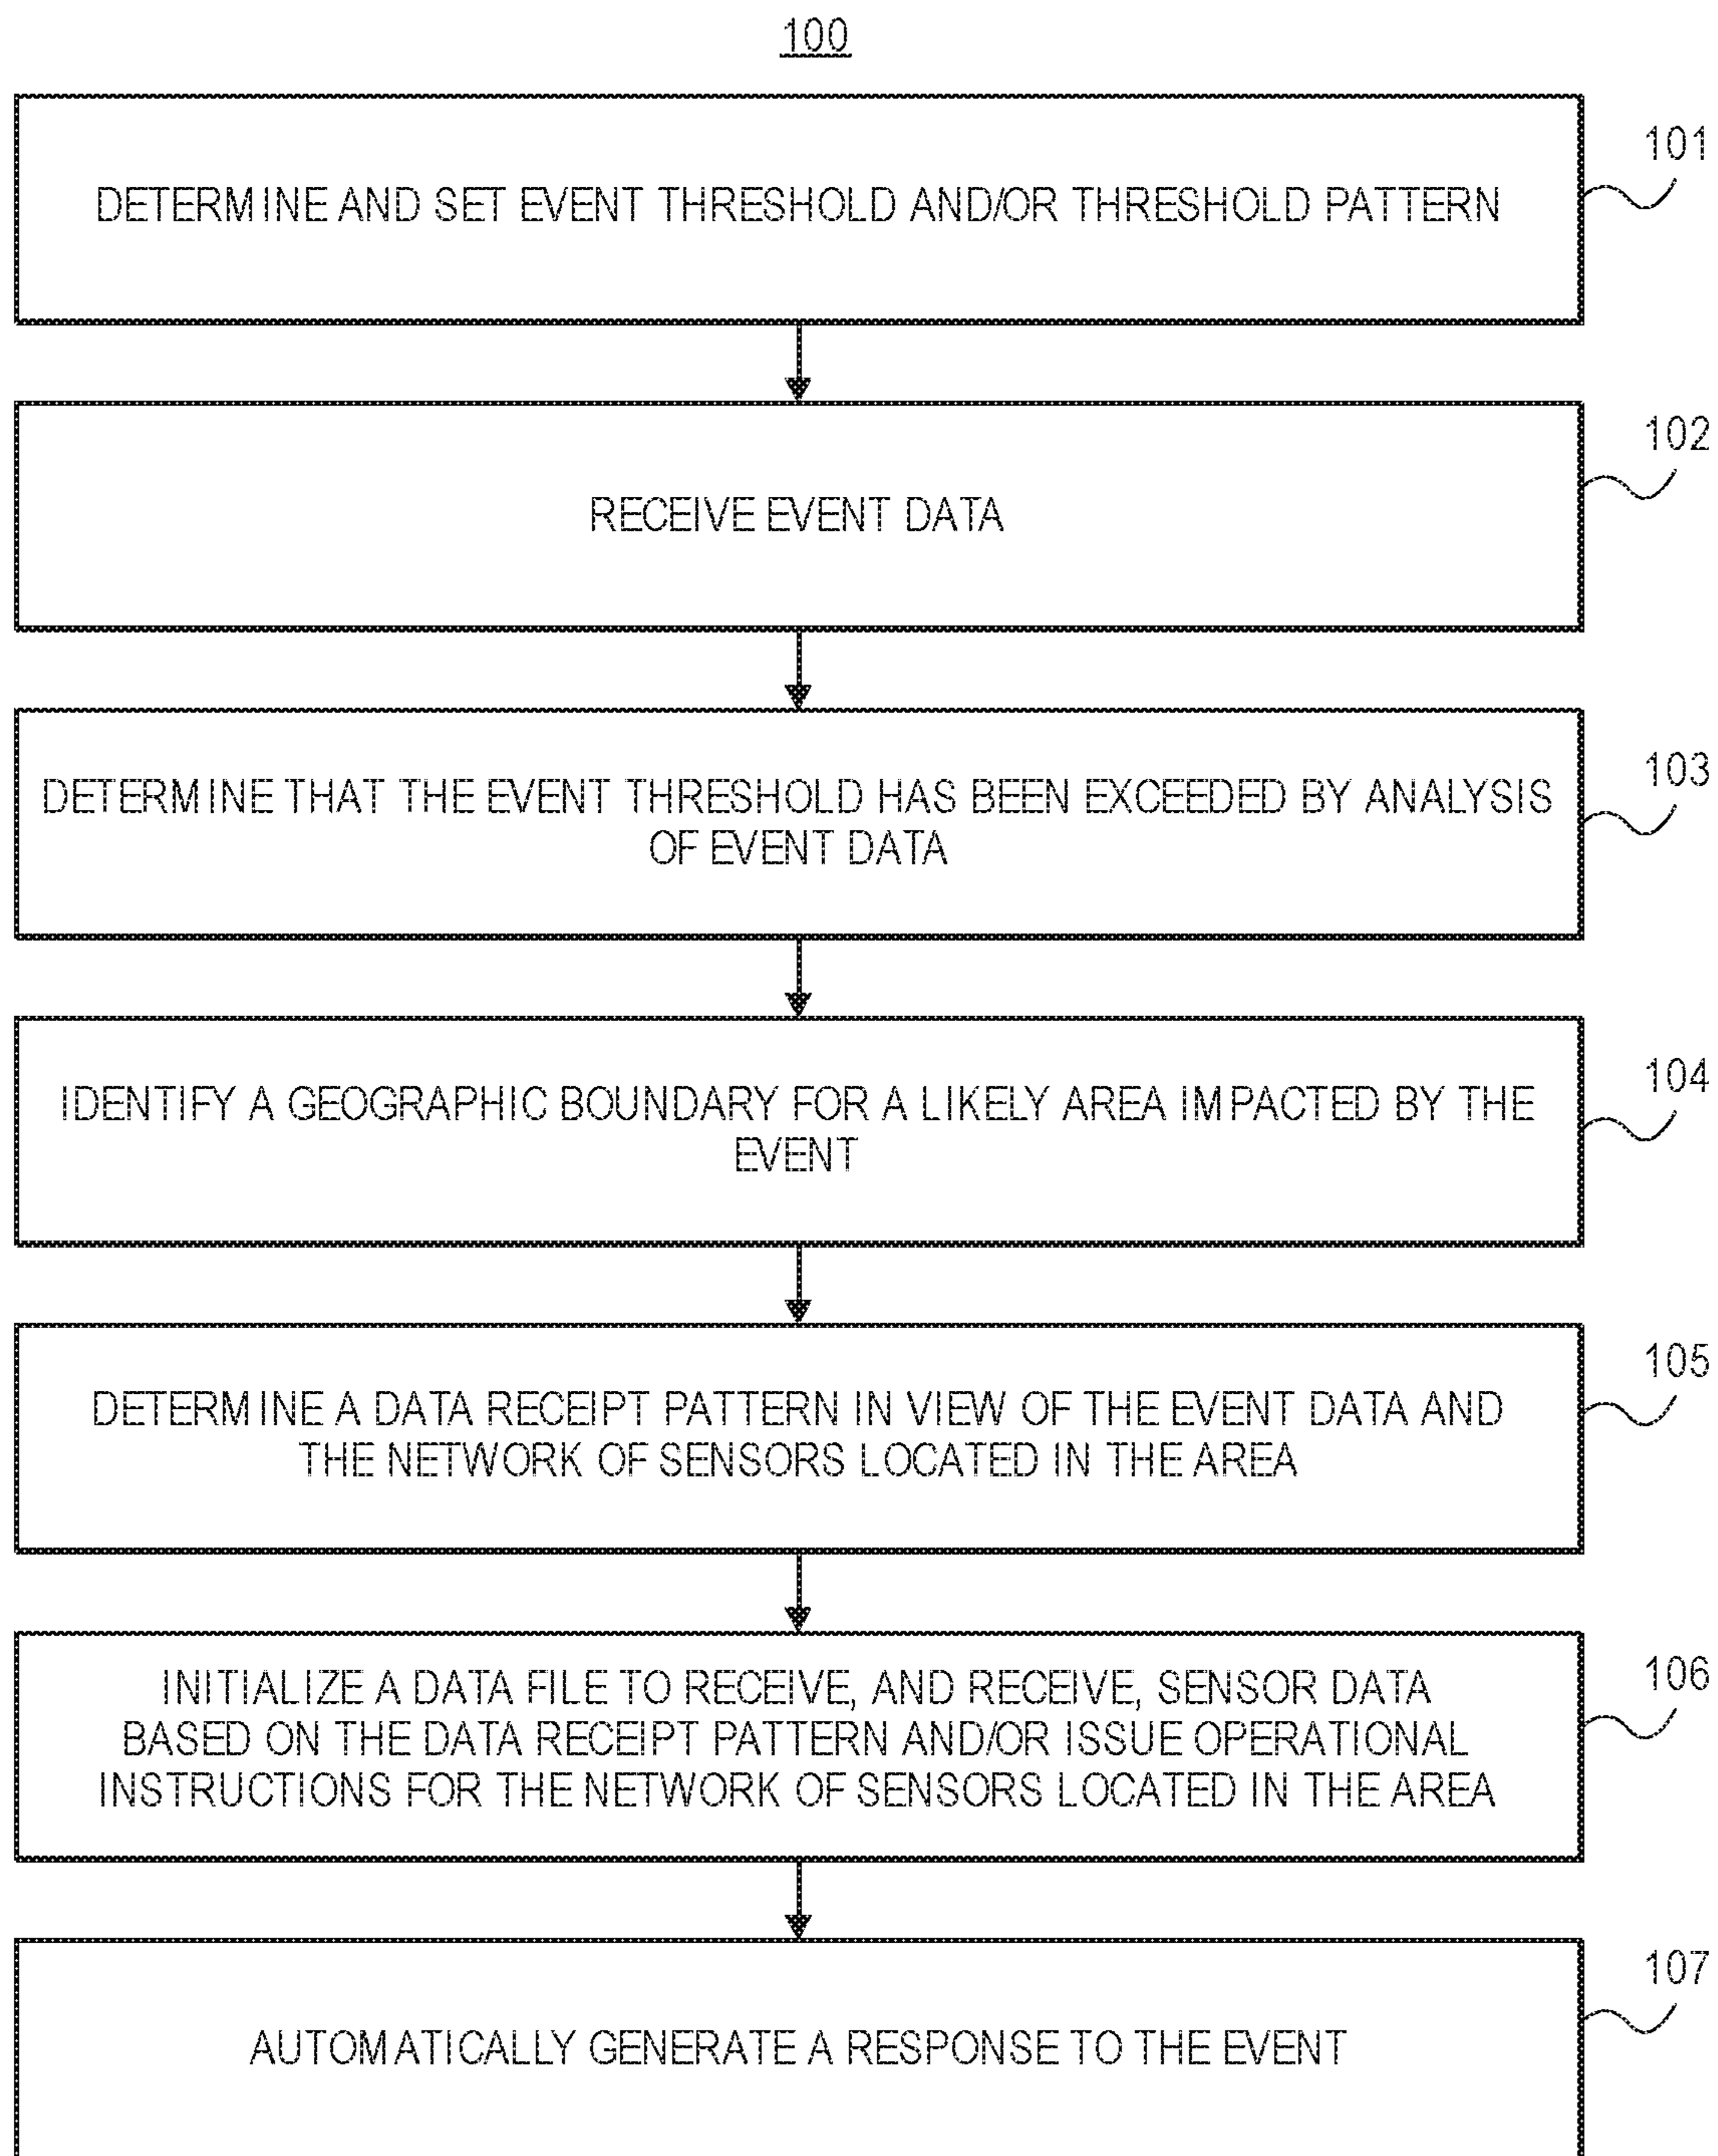 100
DETERMINE AND SET EVENT THRESHOLD AND/OR THRESHOLD PATTERN
101
RECEIVE EVENT DATA
102
DETERMINE THAT THE EVENT THRESHOLD HAS BEEN EXCEEDED BY ANALYSIS
OF EVENT DATA
103
IDENTIFY A GEOGRAPHIC BOUNDARY FOR A LIKELY AREA IMPACTED BY THE
EVENT
104
DETERMINE A DATA RECEIPT PATTERN IN VIEW OF THE EVENT DATA AND
THE NETWORK OF SENSORS LOCATED IN THE AREA
105
INITIALIZE A DATA FILE TO RECEIVE, AND RECEIVE, SENSOR DATA
BASED ON THE DATA RECEIPT PATTERN AND/OR ISSUE OPERATIONAL
INSTRUCTIONS FOR THE NETWORK OF SENSORS LOCATED IN THE AREA
106
AUTOMATICALLY GENERATE A RESPONSE TO THE EVENT
107